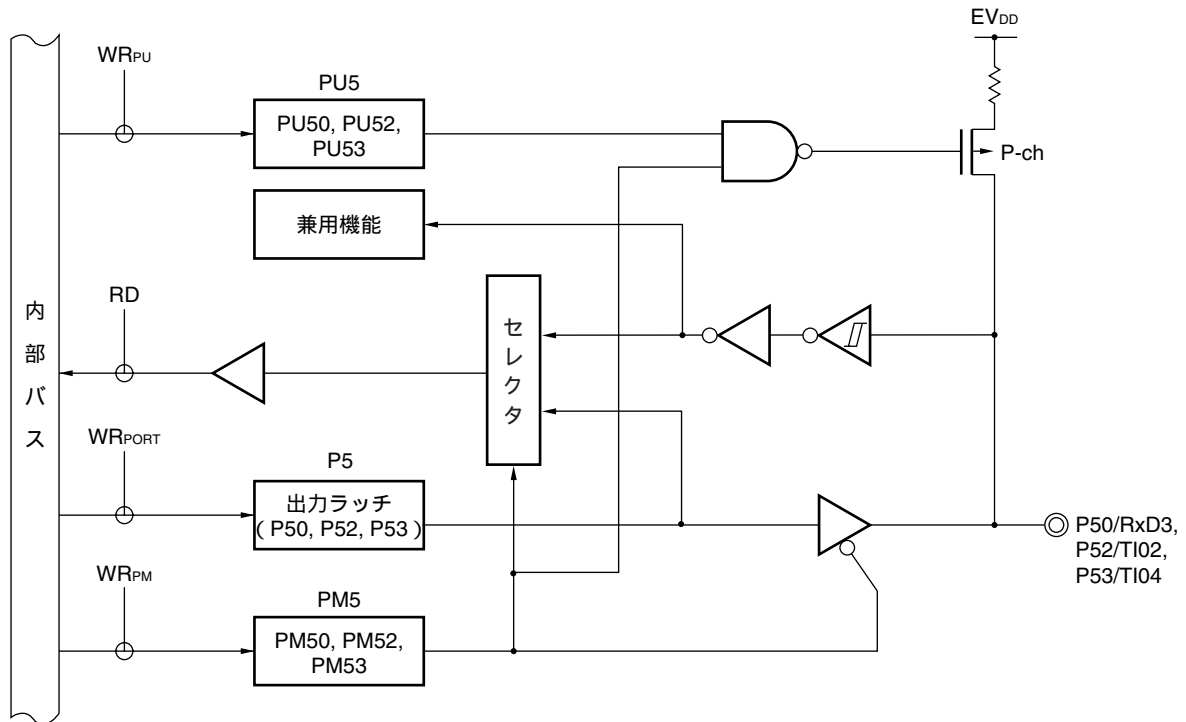 EVDD
WRPU
PU5
PU50, PU52,
PU53
P-ch
兼用機能
RD
セレクタ
内部バス
WRPORT
P5
出力ラッチ
( P50, P52, P53 )
P50/RxD3,
P52/TI02,
P53/TI04
WRPM
PM5
PM50, PM52,
PM53